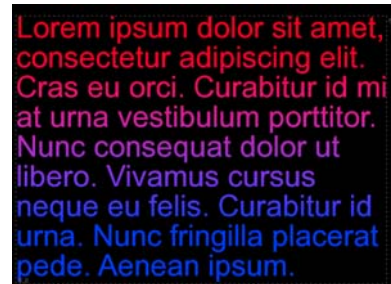 Lorem ipsum dolor sit amet,
consectetur adipiscing elit.
Cras eu orci. Curabitur id mi
at urna vestibulum porttitor.
Nunc consequat dolor ut
libero. Vivamus cursus
neque eu felis. Curabitur id
urna. Nunc fringilla placerat
pede. Aenean ipsum.